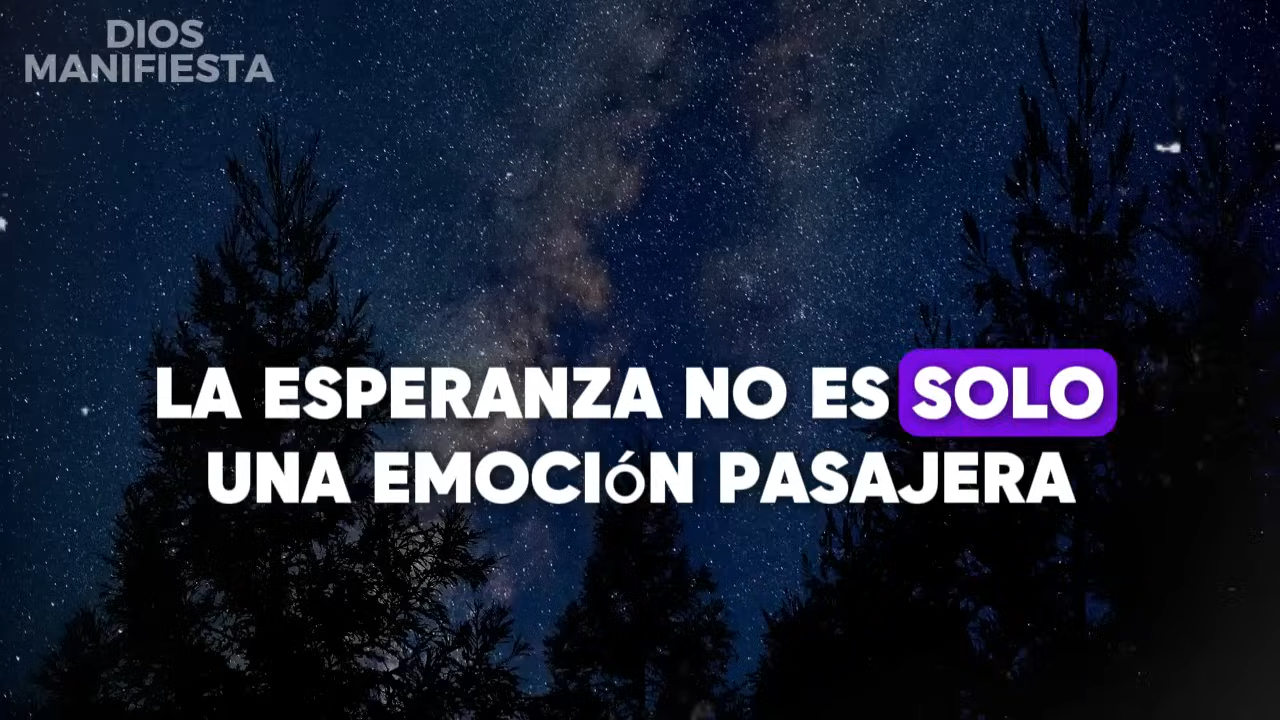 DIOS
MANIFIESTA
LA ESPERANZA NO ES SOLO
UNA EMOCIóN PASAJERA